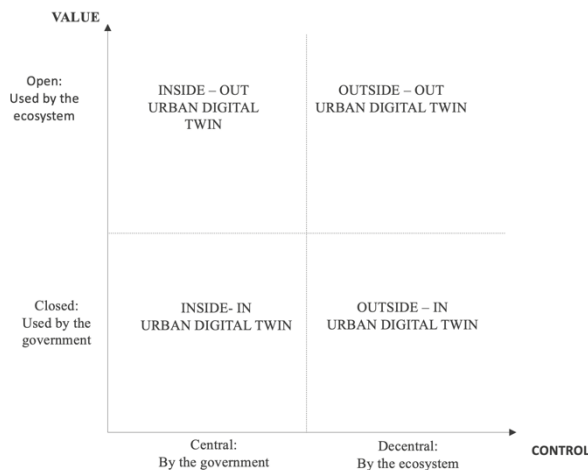 VALUE
Open:
Used by the
ecosystem
INSIDE – OUT
URBAN DIGITAL
TWIN
OUTSIDE – OUT
URBAN DIGITAL TWIN
Closed:
Used by the
government
INSIDE- IN
URBAN DIGITAL TWIN
OUTSIDE – IN
URBAN DIGITAL TWIN
Central:
By the government
Decentral:
By the ecosystem
CONTROL